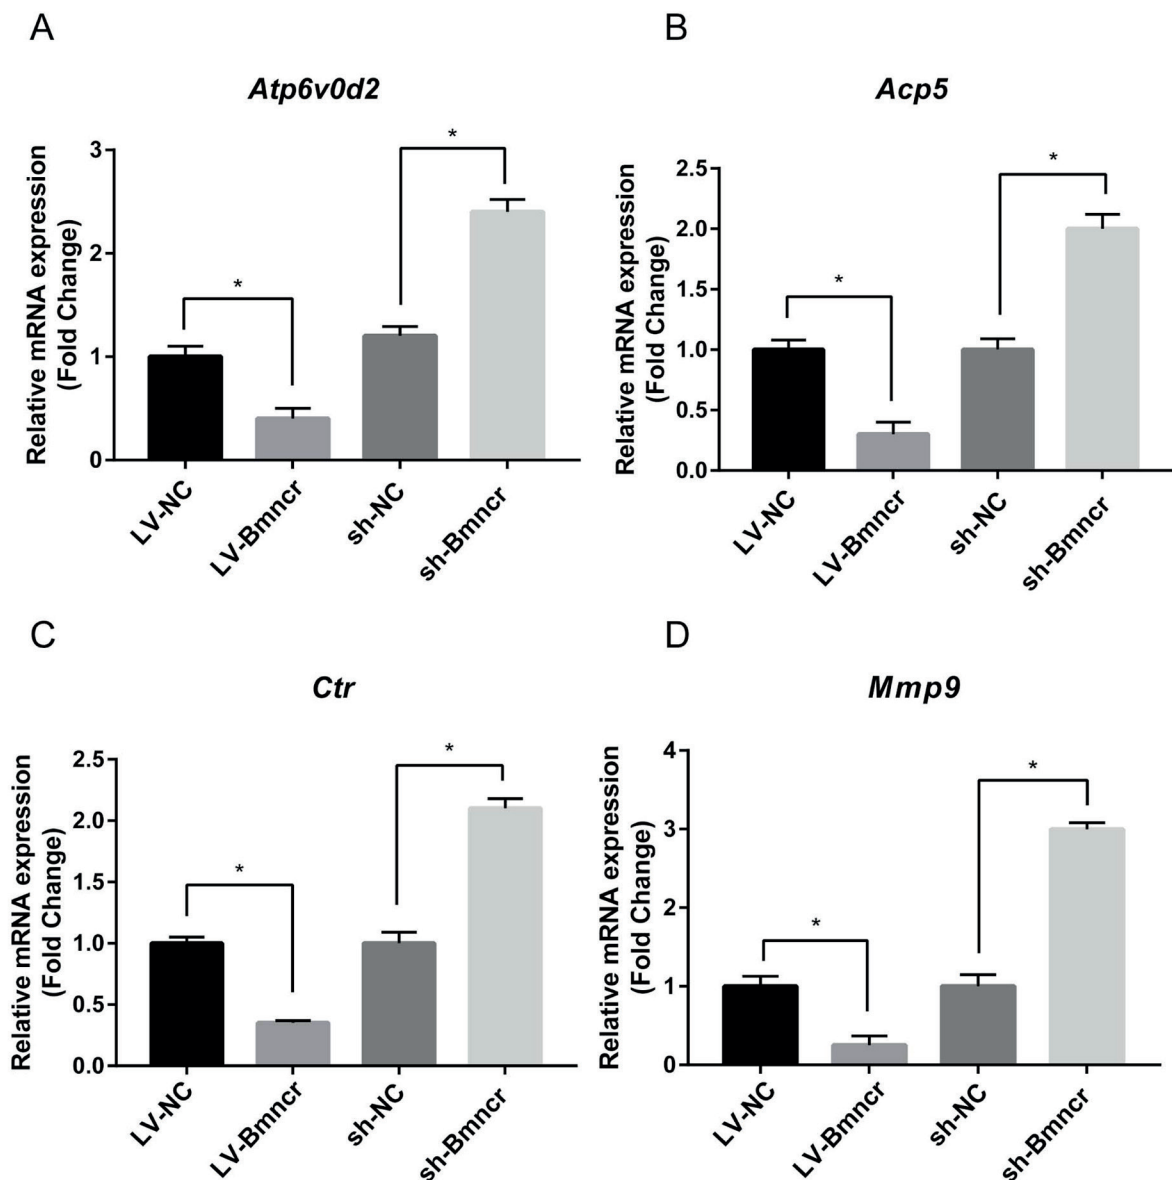 A
Atp6v0d2
Relative mRNA expression
(Fold Change)
3
2
1
0
*
*
LV-NC
LV-Bmncr
sh-NC
sh-Bmncr
B
Acp5
Relative mRNA expression
(Fold Change)
2.5
2.0
1.5
1.0
0.5
0.0
*
*
LV-NC
LV-Bmncr
sh-NC
sh-Bmncr
C
Ctr
Relative mRNA expression
(Fold Change)
2.5
2.0
1.5
1.0
0.5
0.0
*
*
LV-NC
LV-Bmncr
sh-NC
sh-Bmncr
D
Mmp9
Relative mRNA expression
(Fold Change)
4
3
2
1
0
*
*
LV-NC
LV-Bmncr
sh-NC
sh-Bmncr